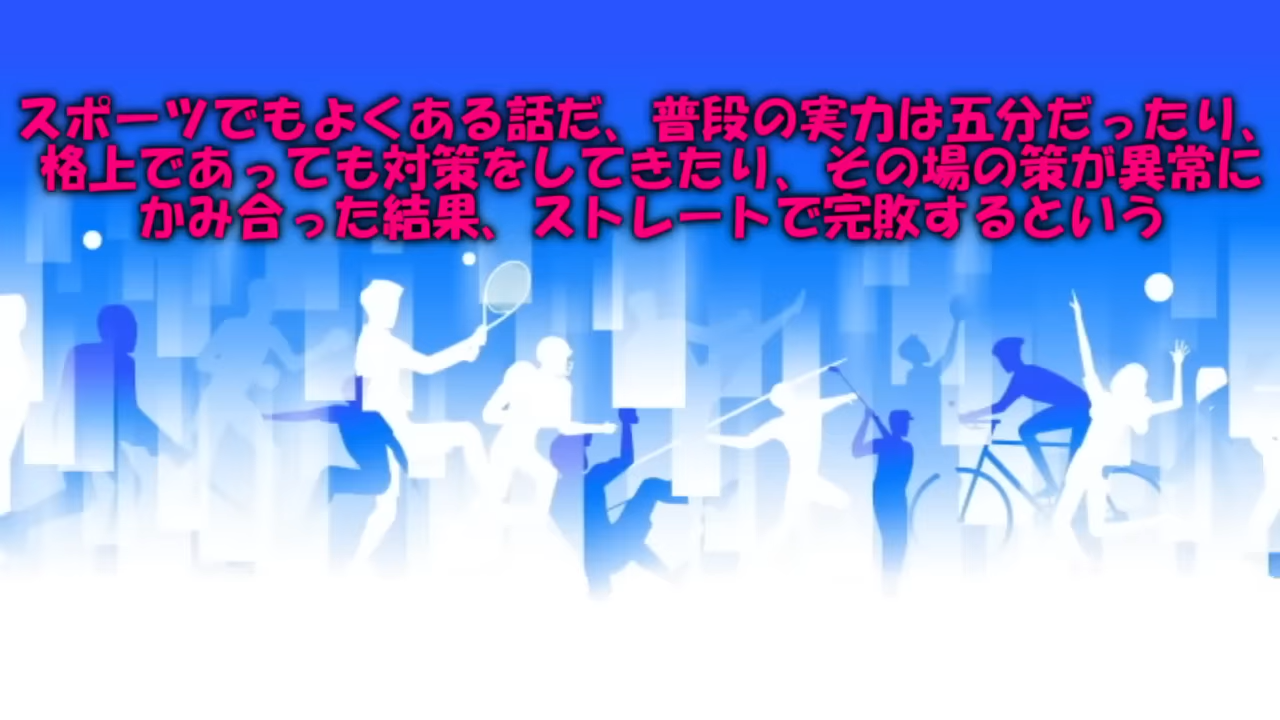 スポーツでもよくある話だ、普段の実力は五分だったり、
格上であっても対策をしてきたり、その場の策が異常に
かみ合った結果、ストレートで完敗するという